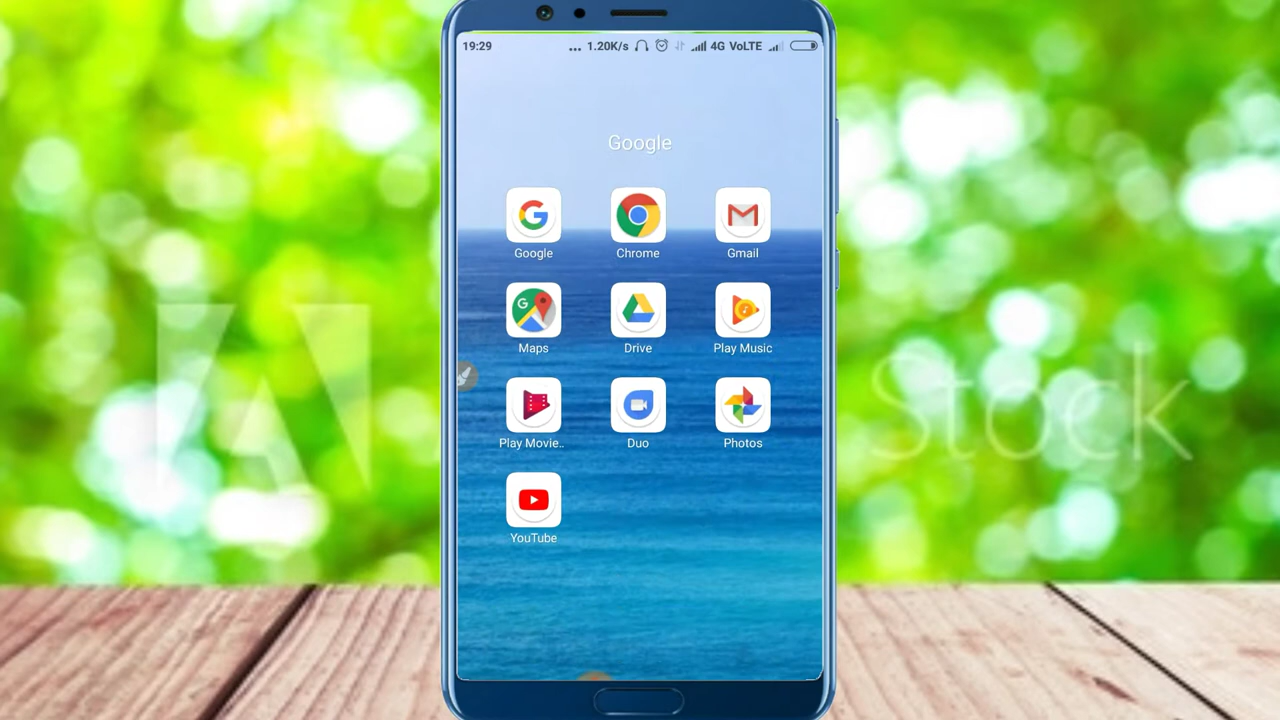 19:29
... 1.20K/s 4G VoLTE
Google
Google Chrome Gmail
Maps Drive Play Music
Play Movie.. Duo Photos
YouTube
Stock